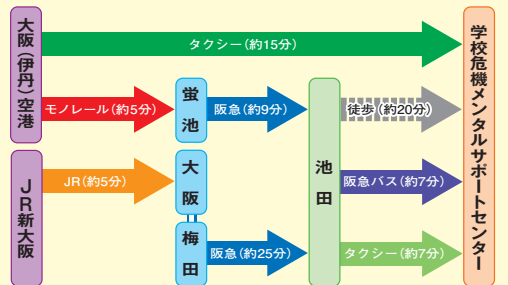 大阪(伊丹)空港
タクシー(約15分)
モノレール(約5分)
蛍池
阪急(約9分)
徒歩(約20分)
JR新大阪
JR(約5分)
大阪
梅田
阪急(約25分)
池田
阪急バス(約7分)
タクシー(約7分)
学校危機メンタルサポートセンター